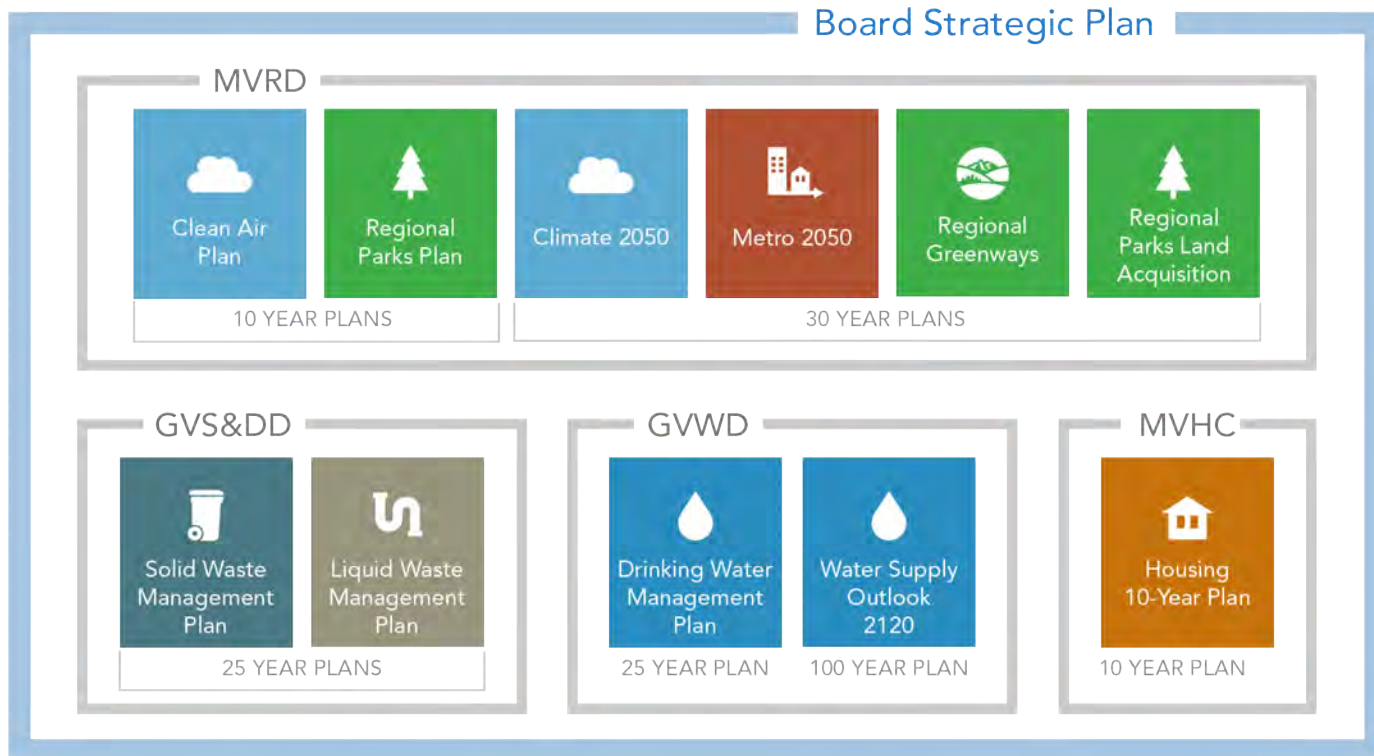 Board Strategic Plan
MVRD
Clean Air
Plan
Regional
Parks Plan
Climate 2050
Metro 2050
Regional
Greenways
Regional
Parks Land
Acquisition
10 YEAR PLANS
30 YEAR PLANS
GVS&DD
Solid Waste
Management
Plan
Liquid Waste
Management
Plan
25 YEAR PLANS
GVWD
Drinking Water
Management
Plan
25 YEAR PLAN
Water Supply
Outlook
2120
100 YEAR PLAN
MVHC
Housing
10-Year Plan
10 YEAR PLAN